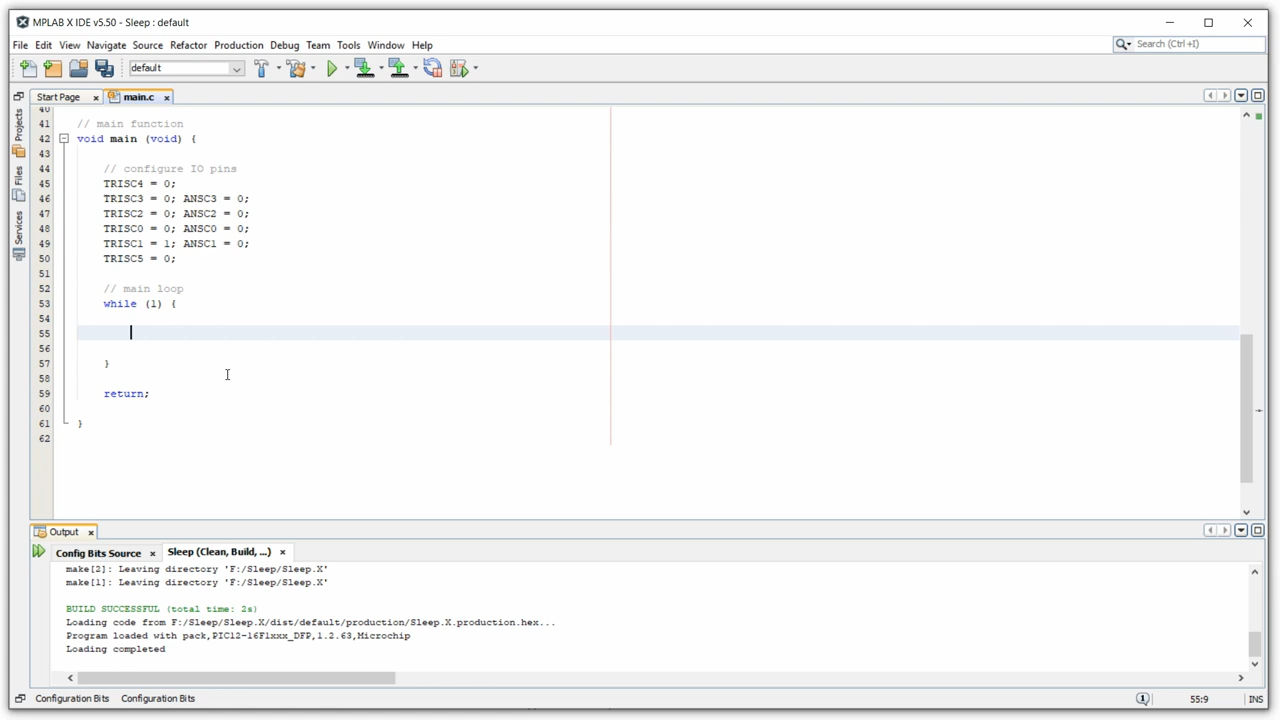 MPLAB X IDE v5.50 - Sleep : default
File Edit View Navigate Source Refactor Production Debug Team Tools Window Help
Search (Ctrl+I)
default
Start Page x main.c x
Projects
Files
Services
40
41 // main function
42 void main (void) {
43
44 // configure IO pins
45 TRISC4 = 0;
46 TRISC3 = 0; ANSC3 = 0;
47 TRISC2 = 0; ANSC2 = 0;
48 TRISC0 = 0; ANSC0 = 0;
49 TRISC1 = 1; ANSC1 = 0;
50 TRISC5 = 0;
51
52 // main loop
53 while (1) {
54
55
56
57 }
58
59 return;
60
61 }
62
Output x
Config Bits Source x Sleep (Clean, Build, ...) x
make[2]: Leaving directory 'F:/Sleep/Sleep.X'
make[1]: Leaving directory 'F:/Sleep/Sleep.X'
BUILD SUCCESSFUL (total time: 2s)
Loading code from F:/Sleep/Sleep.X/dist/default/production/Sleep.X.production.hex...
Program loaded with pack,PIC12-16F1xxx_DFP,1.2.63,Microchip
Loading completed
Configuration Bits Configuration Bits 1 55:9 INS